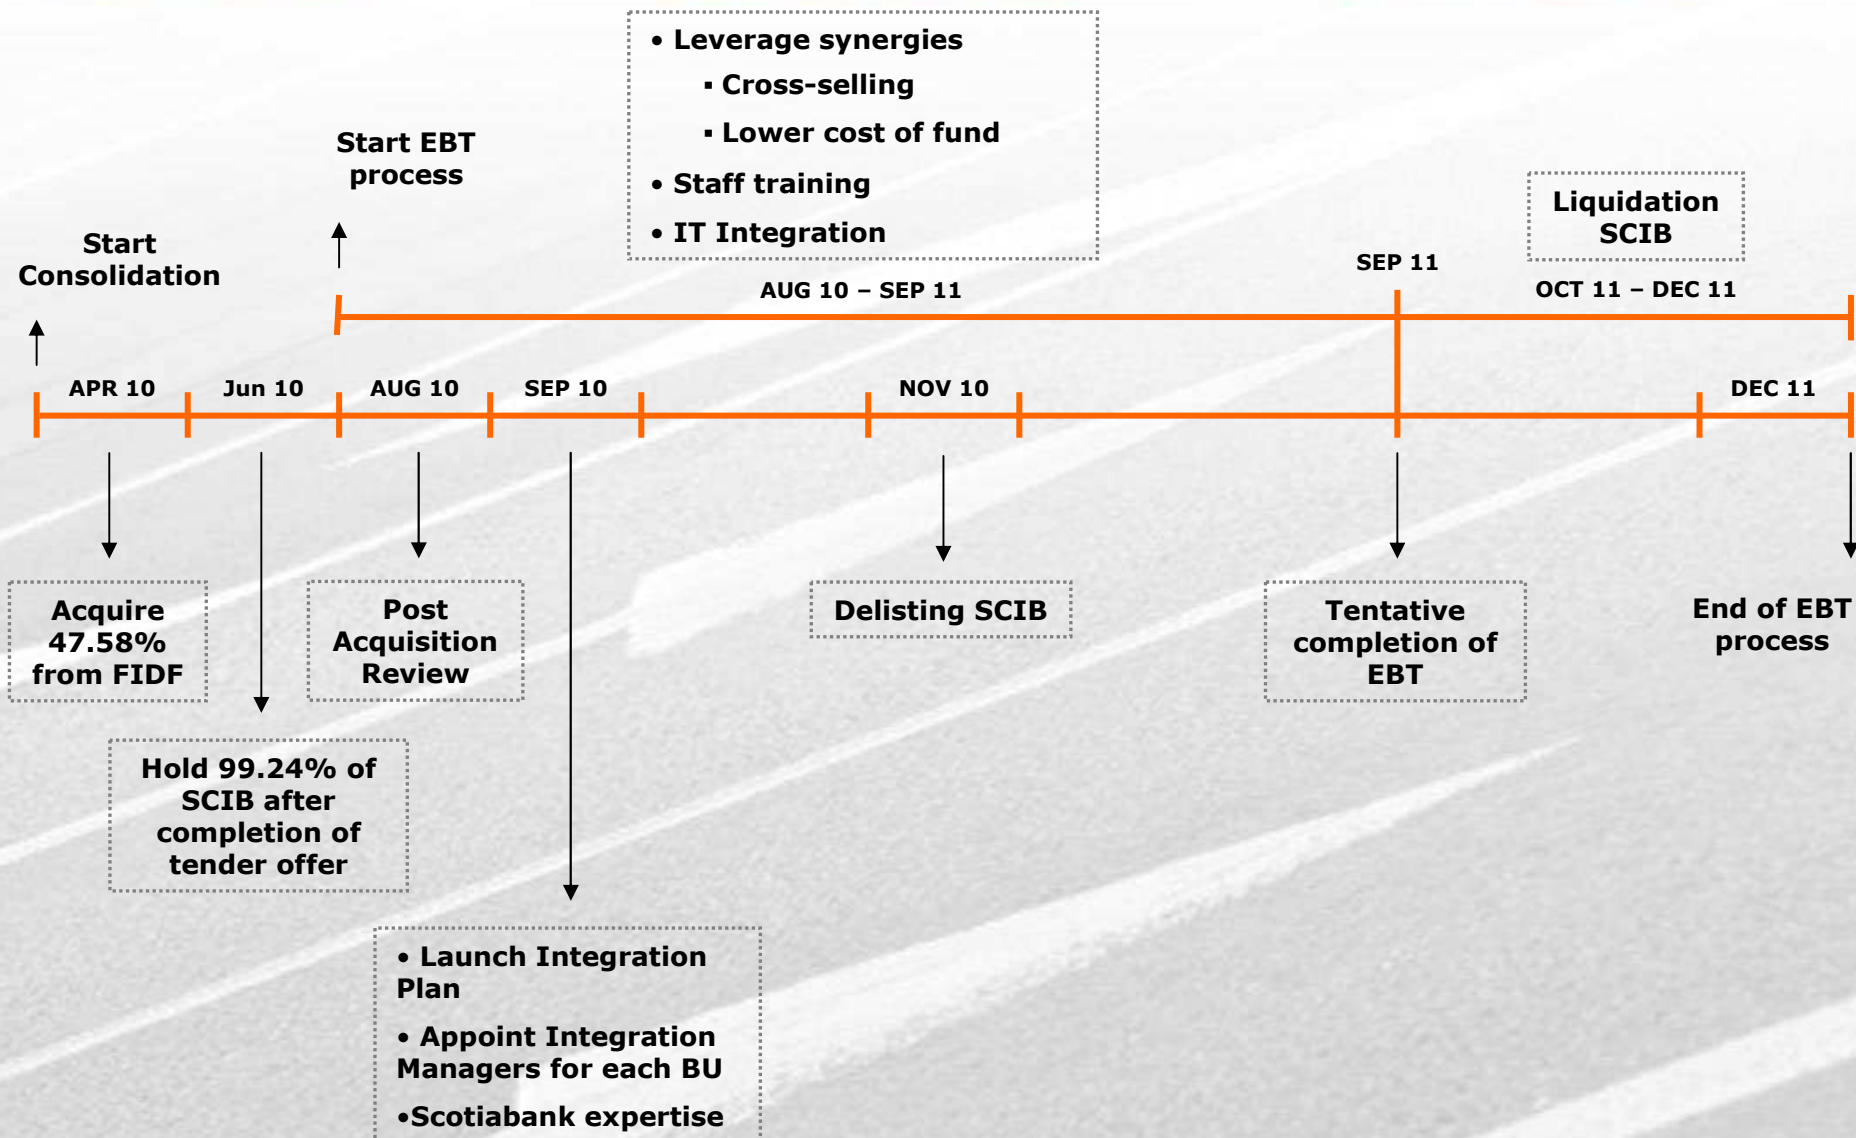 • Leverage synergies
▪ Cross-selling
▪ Lower cost of fund
• Staff training
• IT Integration
Start EBT
process
Start
Consolidation
Liquidation
SCIB
SEP 11
AUG 10 – SEP 11
OCT 11 – DEC 11
APR 10
Jun 10
AUG 10
SEP 10
NOV 10
DEC 11
Acquire
47.58%
from FIDF
Post
Acquisition
Review
Delisting SCIB
Tentative
completion of
EBT
End of EBT
process
Hold 99.24% of
SCIB after
completion of
tender offer
• Launch Integration
Plan
• Appoint Integration
Managers for each BU
•Scotiabank expertise